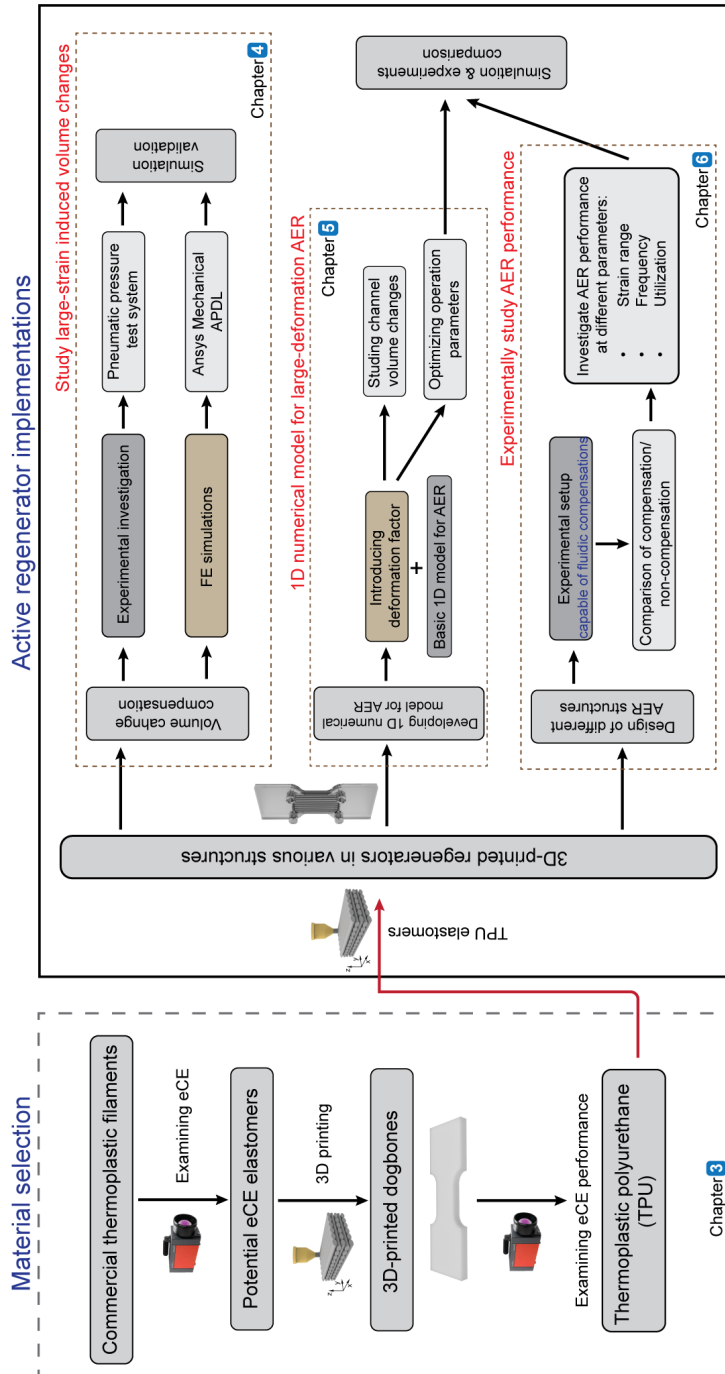 Material selection
Commercial thermoplastic filaments
Examining eCE
Potential eCE elastomers
3D printing
z
y
x
3D-printed dogbones
Examining eCE performance
Thermoplastic polyurethane
(TPU)
Chapter 3
Active regenerator implementations
TPU elastomers
z
y
x
3D-printed regenerators in various structures
Study large-strain induced volume changes
Volume cahnge
compensation
Experimental investigation
Pneumatic pressure
test system
FE simulations
Ansys Mechanical
APDL
Simulation
validation
Chapter 4
1D numerical model for large-deformation AER
Developing 1D numerical
model for AER
Introducing
deformation factor
+
Basic 1D model for AER
Studing channel
volume changes
Optimizing operation
parameters
Chapter 5
Simulation & experiments
comparison
Experimentally study AER performance
Design of different
AER structures
Experimental setup
capable of fluidic compensations
Comparison of compensation/
non-compensation
Investigate AER performance
at different parameters:
• Strain range
• Frequency
• Utilization
Chapter 6